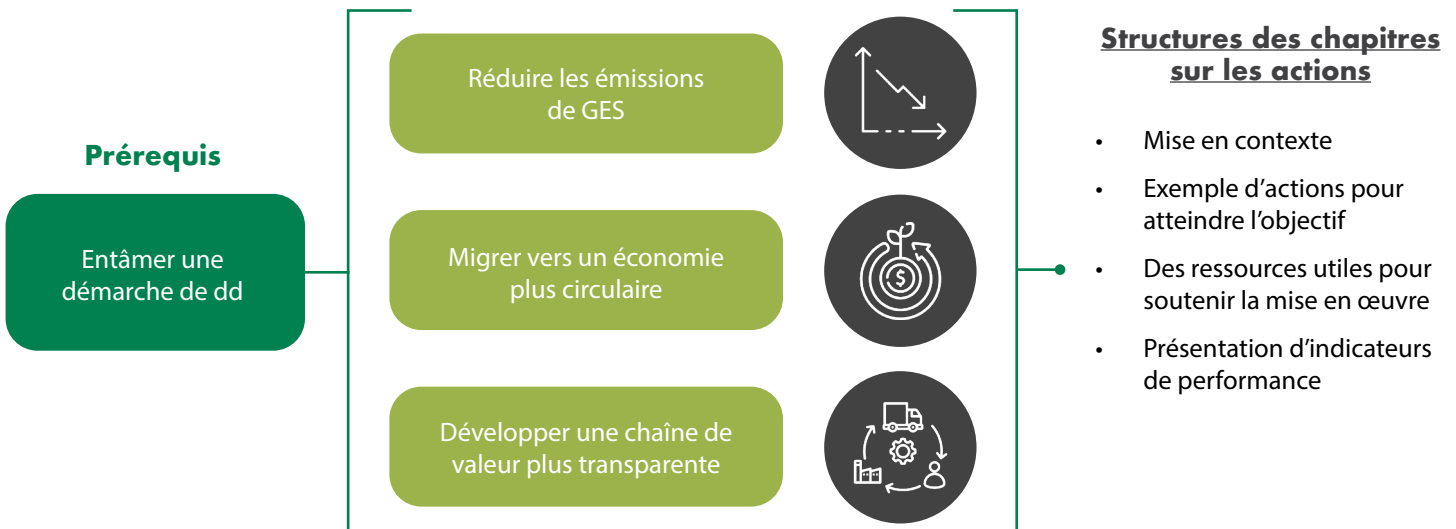 Prérequis
Entâmer une
démarche de dd
Réduire les émissions
de GES
Migrer vers un économie
plus circulaire
$
Développer une chaîne de
valeur plus transparente
Structures des chapitres
sur les actions
• Mise en contexte
• Exemple d’actions pour
atteindre l’objectif
• Des ressources utiles pour
soutenir la mise en œuvre
• Présentation d’indicateurs
de performance